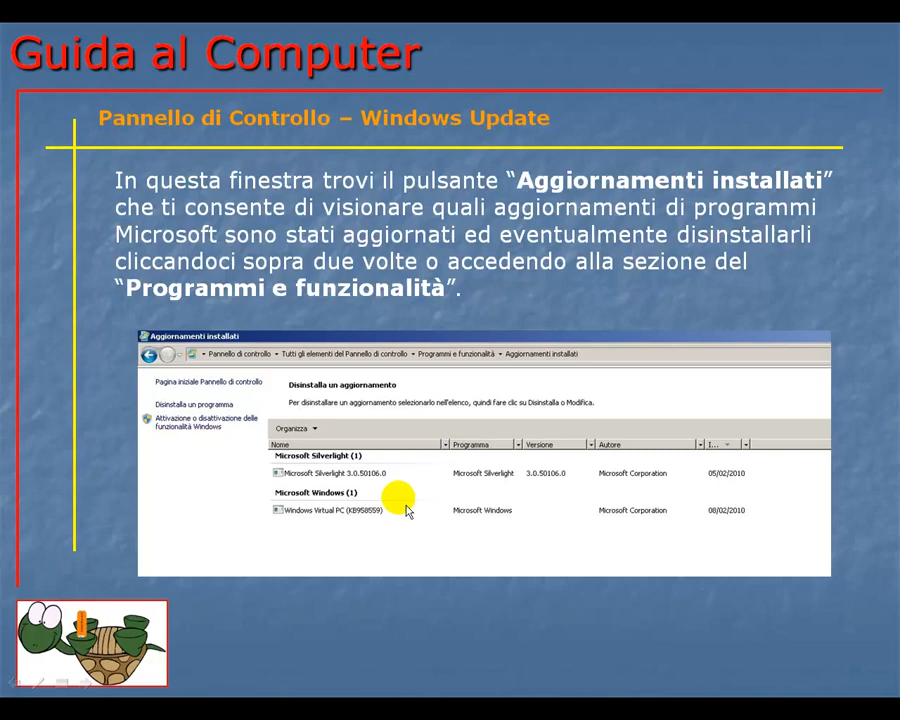 Guida al Computer
Pannello di Controllo – Windows Update
In questa finestra trovi il pulsante “Aggiornamenti installati”
che ti consente di visionare quali aggiornamenti di programmi
Microsoft sono stati aggiornati ed eventualmente disinstallarli
cliccandoci sopra due volte o accedendo alla sezione del
“Programmi e funzionalità”.
Aggiornamenti installati
Pannello di controllo Tutti gli elementi del Pannello di controllo Programmi e funzionalità Aggiornamenti installati
Pagina iniziale Pannello di controllo
Disinstalla un programma
Attivazione o disattivazione delle
funzionalità Windows
Disinstalla un aggiornamento
Per disinstallare un aggiornamento selezionarlo nell'elenco, quindi fare clic su Disinstalla o Modifica.
Organizza
Nome Programma Versione Autore I...
Microsoft Silverlight (1)
Microsoft Silverlight 3.0.50106.0 Microsoft Silverlight 3.0.50106.0 Microsoft Corporation 05/02/2010
Microsoft Windows (1)
Windows Virtual PC (KB958559) Microsoft Windows Microsoft Corporation 08/02/2010